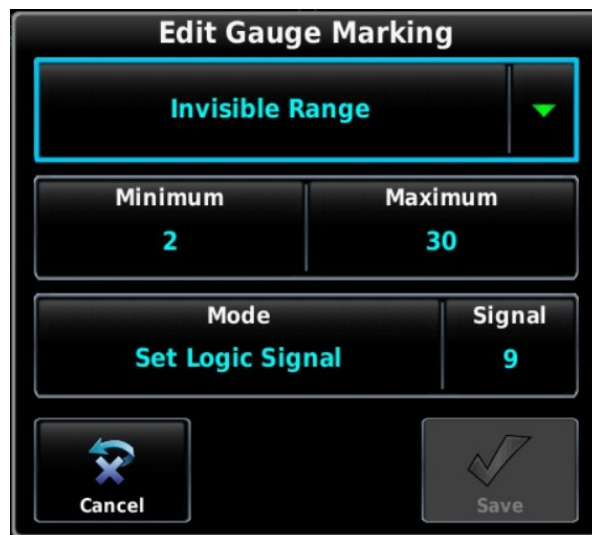 Edit Gauge Marking
Invisible Range
Minimum Maximum
2 30
Mode Signal
Set Logic Signal 9
Cancel Save